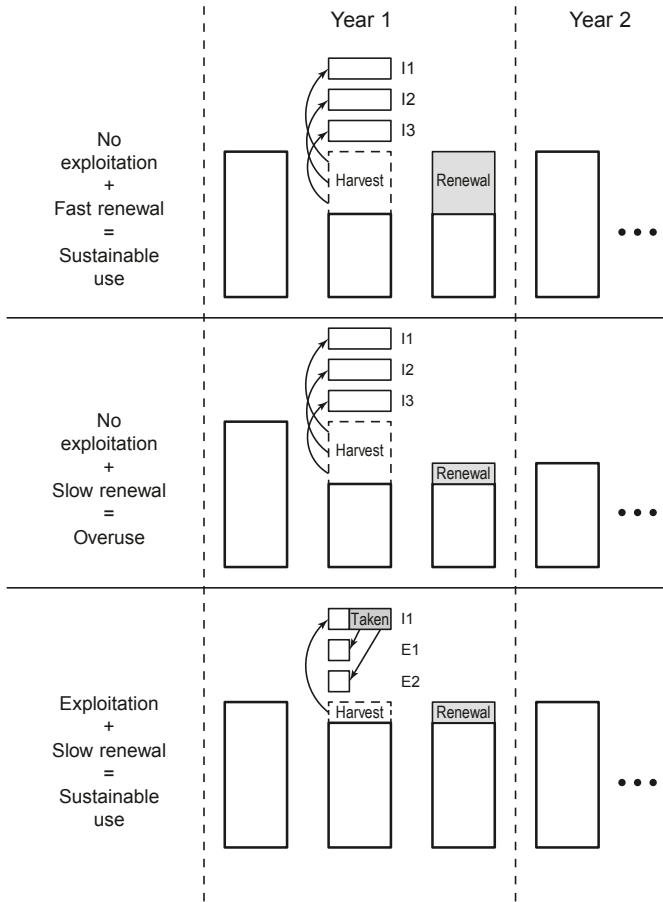 Year 1
Year 2
No
exploitation
+
Fast renewal
=
Sustainable
use
I1
I2
I3
Harvest
Renewal
No
exploitation
+
Slow renewal
=
Overuse
I1
I2
I3
Harvest
Renewal
Exploitation
+
Slow renewal
=
Sustainable
use
Taken
I1
E1
E2
Harvest
Renewal